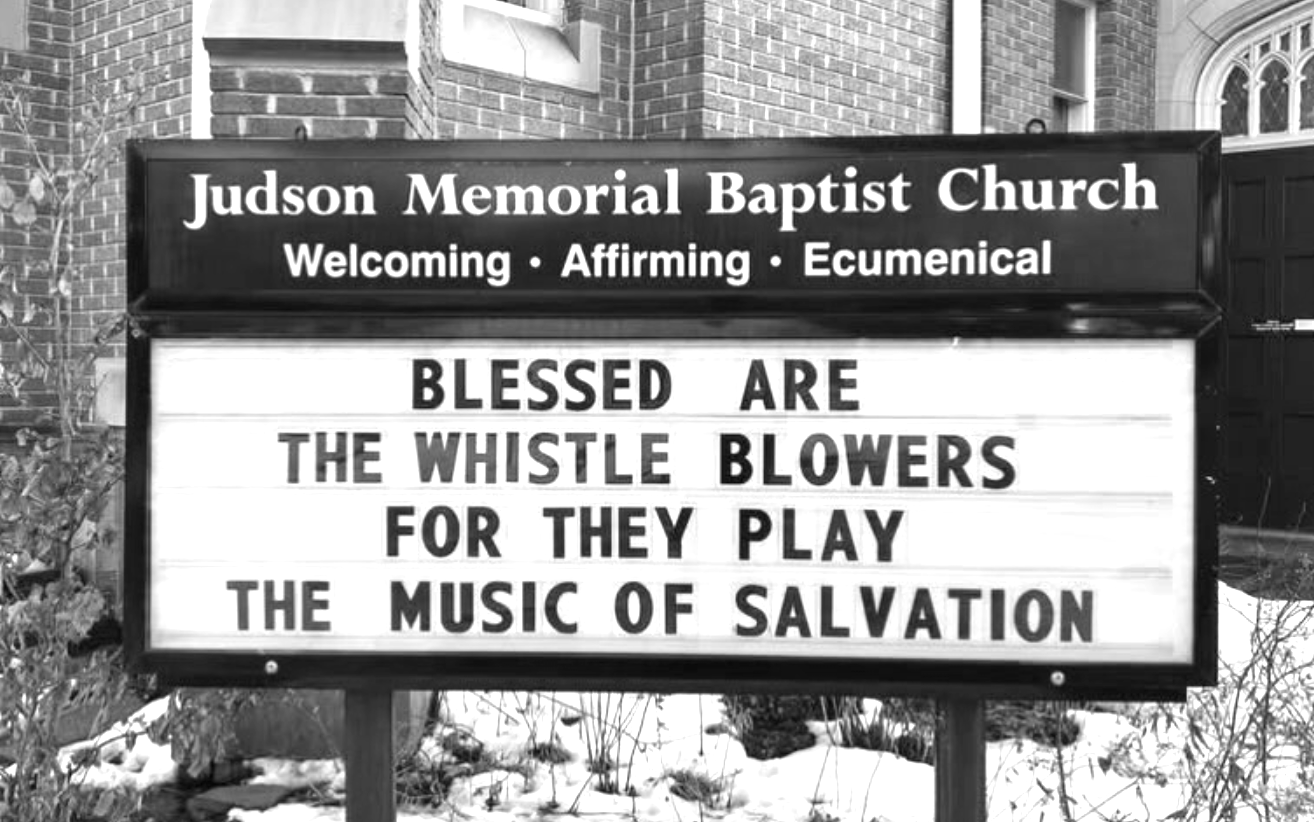 Judson Memorial Baptist Church
Welcoming • Affirming • Ecumenical
BLESSED ARE
THE WHISTLE BLOWERS
FOR THEY PLAY
THE MUSIC OF SALVATION